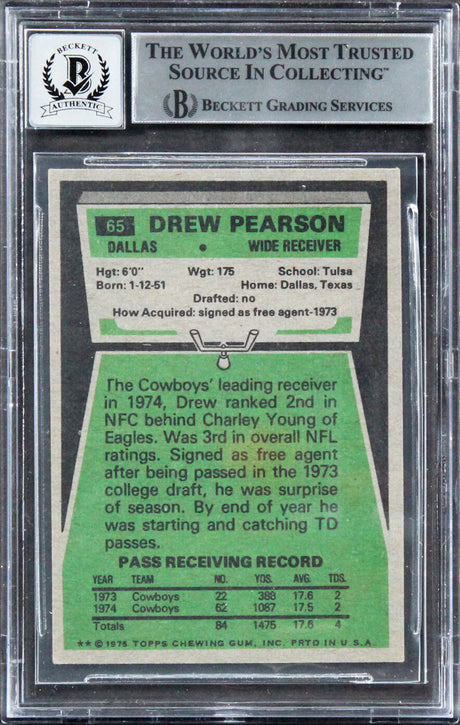 BECKETT
B
AUTHENTIC
THE WORLD'S MOST TRUSTED
SOURCE IN COLLECTING™
B BECKETT GRADING SERVICES
65 DREW PEARSON
DALLAS • WIDE RECEIVER
Hgt: 6'0" Wgt: 175 School: Tulsa
Born: 1-12-51 Home: Dallas, Texas
Drafted: no
How Acquired: signed as free agent-1973
The Cowboys' leading receiver
in 1974, Drew ranked 2nd in
NFC behind Charley Young of
Eagles. Was 3rd in overall NFL
ratings. Signed as free agent
after being passed in the 1973
college draft, he was surprise
of season. By end of year he
was starting and catching TD
passes.
PASS RECEIVING RECORD
YEAR TEAM NO. YDS. AVG. TDS.
1973 Cowboys 22 388 17.6 2
1974 Cowboys 62 1087 17.5 2
Totals 84 1475 17.6 4
** © 1975 TOPPS CHEWING GUM, INC. PRTD IN U.S.A.